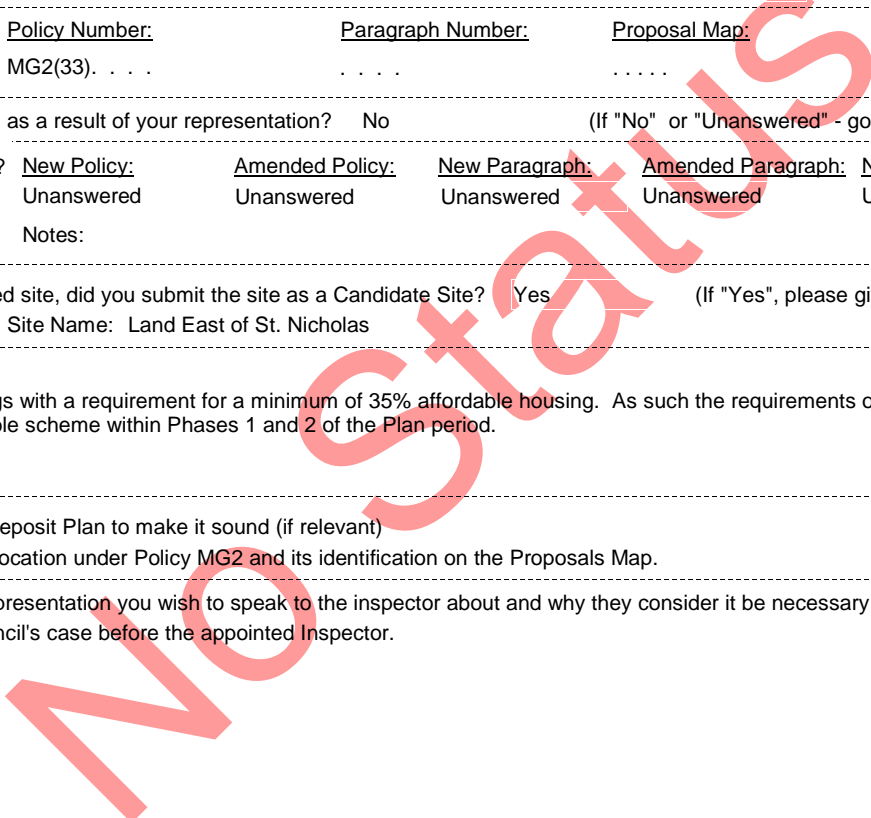 Policy Number: Paragraph Number: Proposal Map:
MG2(33). . . . . . . . . . . . .
as a result of your representation? No (If "No" or "Unanswered" - go
? New Policy: Amended Policy: New Paragraph: Amended Paragraph: N
Unanswered Unanswered Unanswered Unanswered U
Notes:
ed site, did you submit the site as a Candidate Site? Yes (If "Yes", please gi
Site Name: Land East of St. Nicholas
gs with a requirement for a minimum of 35% affordable housing. As such the requirements o
ole scheme within Phases 1 and 2 of the Plan period.
eposit Plan to make it sound (if relevant)
location under Policy MG2 and its identification on the Proposals Map.
presentation you wish to speak to the inspector about and why they consider it be necessary
ncil's case before the appointed Inspector.
No Status